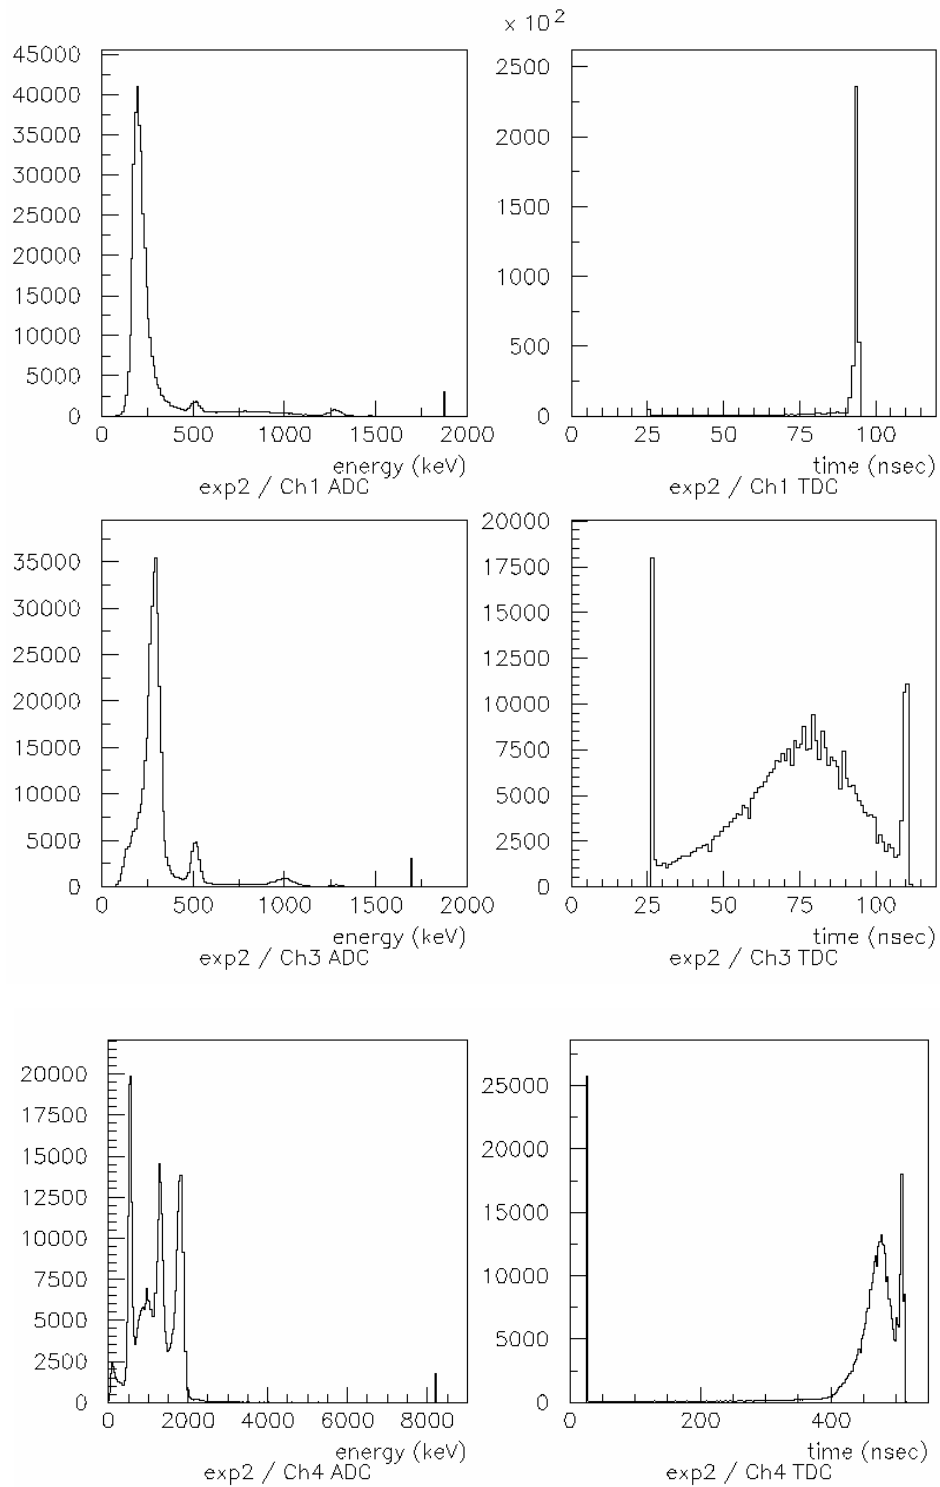 × 10²
45000
40000
35000
30000
25000
20000
15000
10000
5000
0
0 500 1000 1500 2000
energy (keV)
exp2 / Ch1 ADC
2500
2000
1500
1000
500
0
0 25 50 75 100
time (nsec)
exp2 / Ch1 TDC
35000
30000
25000
20000
15000
10000
5000
0
0 500 1000 1500 2000
energy (keV)
exp2 / Ch3 ADC
20000
17500
15000
12500
10000
7500
5000
2500
0
0 25 50 75 100
time (nsec)
exp2 / Ch3 TDC
20000
17500
15000
12500
10000
7500
5000
2500
0
0 2000 4000 6000 8000
energy (keV)
exp2 / Ch4 ADC
25000
20000
15000
10000
5000
0
0 200 400
time (nsec)
exp2 / Ch4 TDC